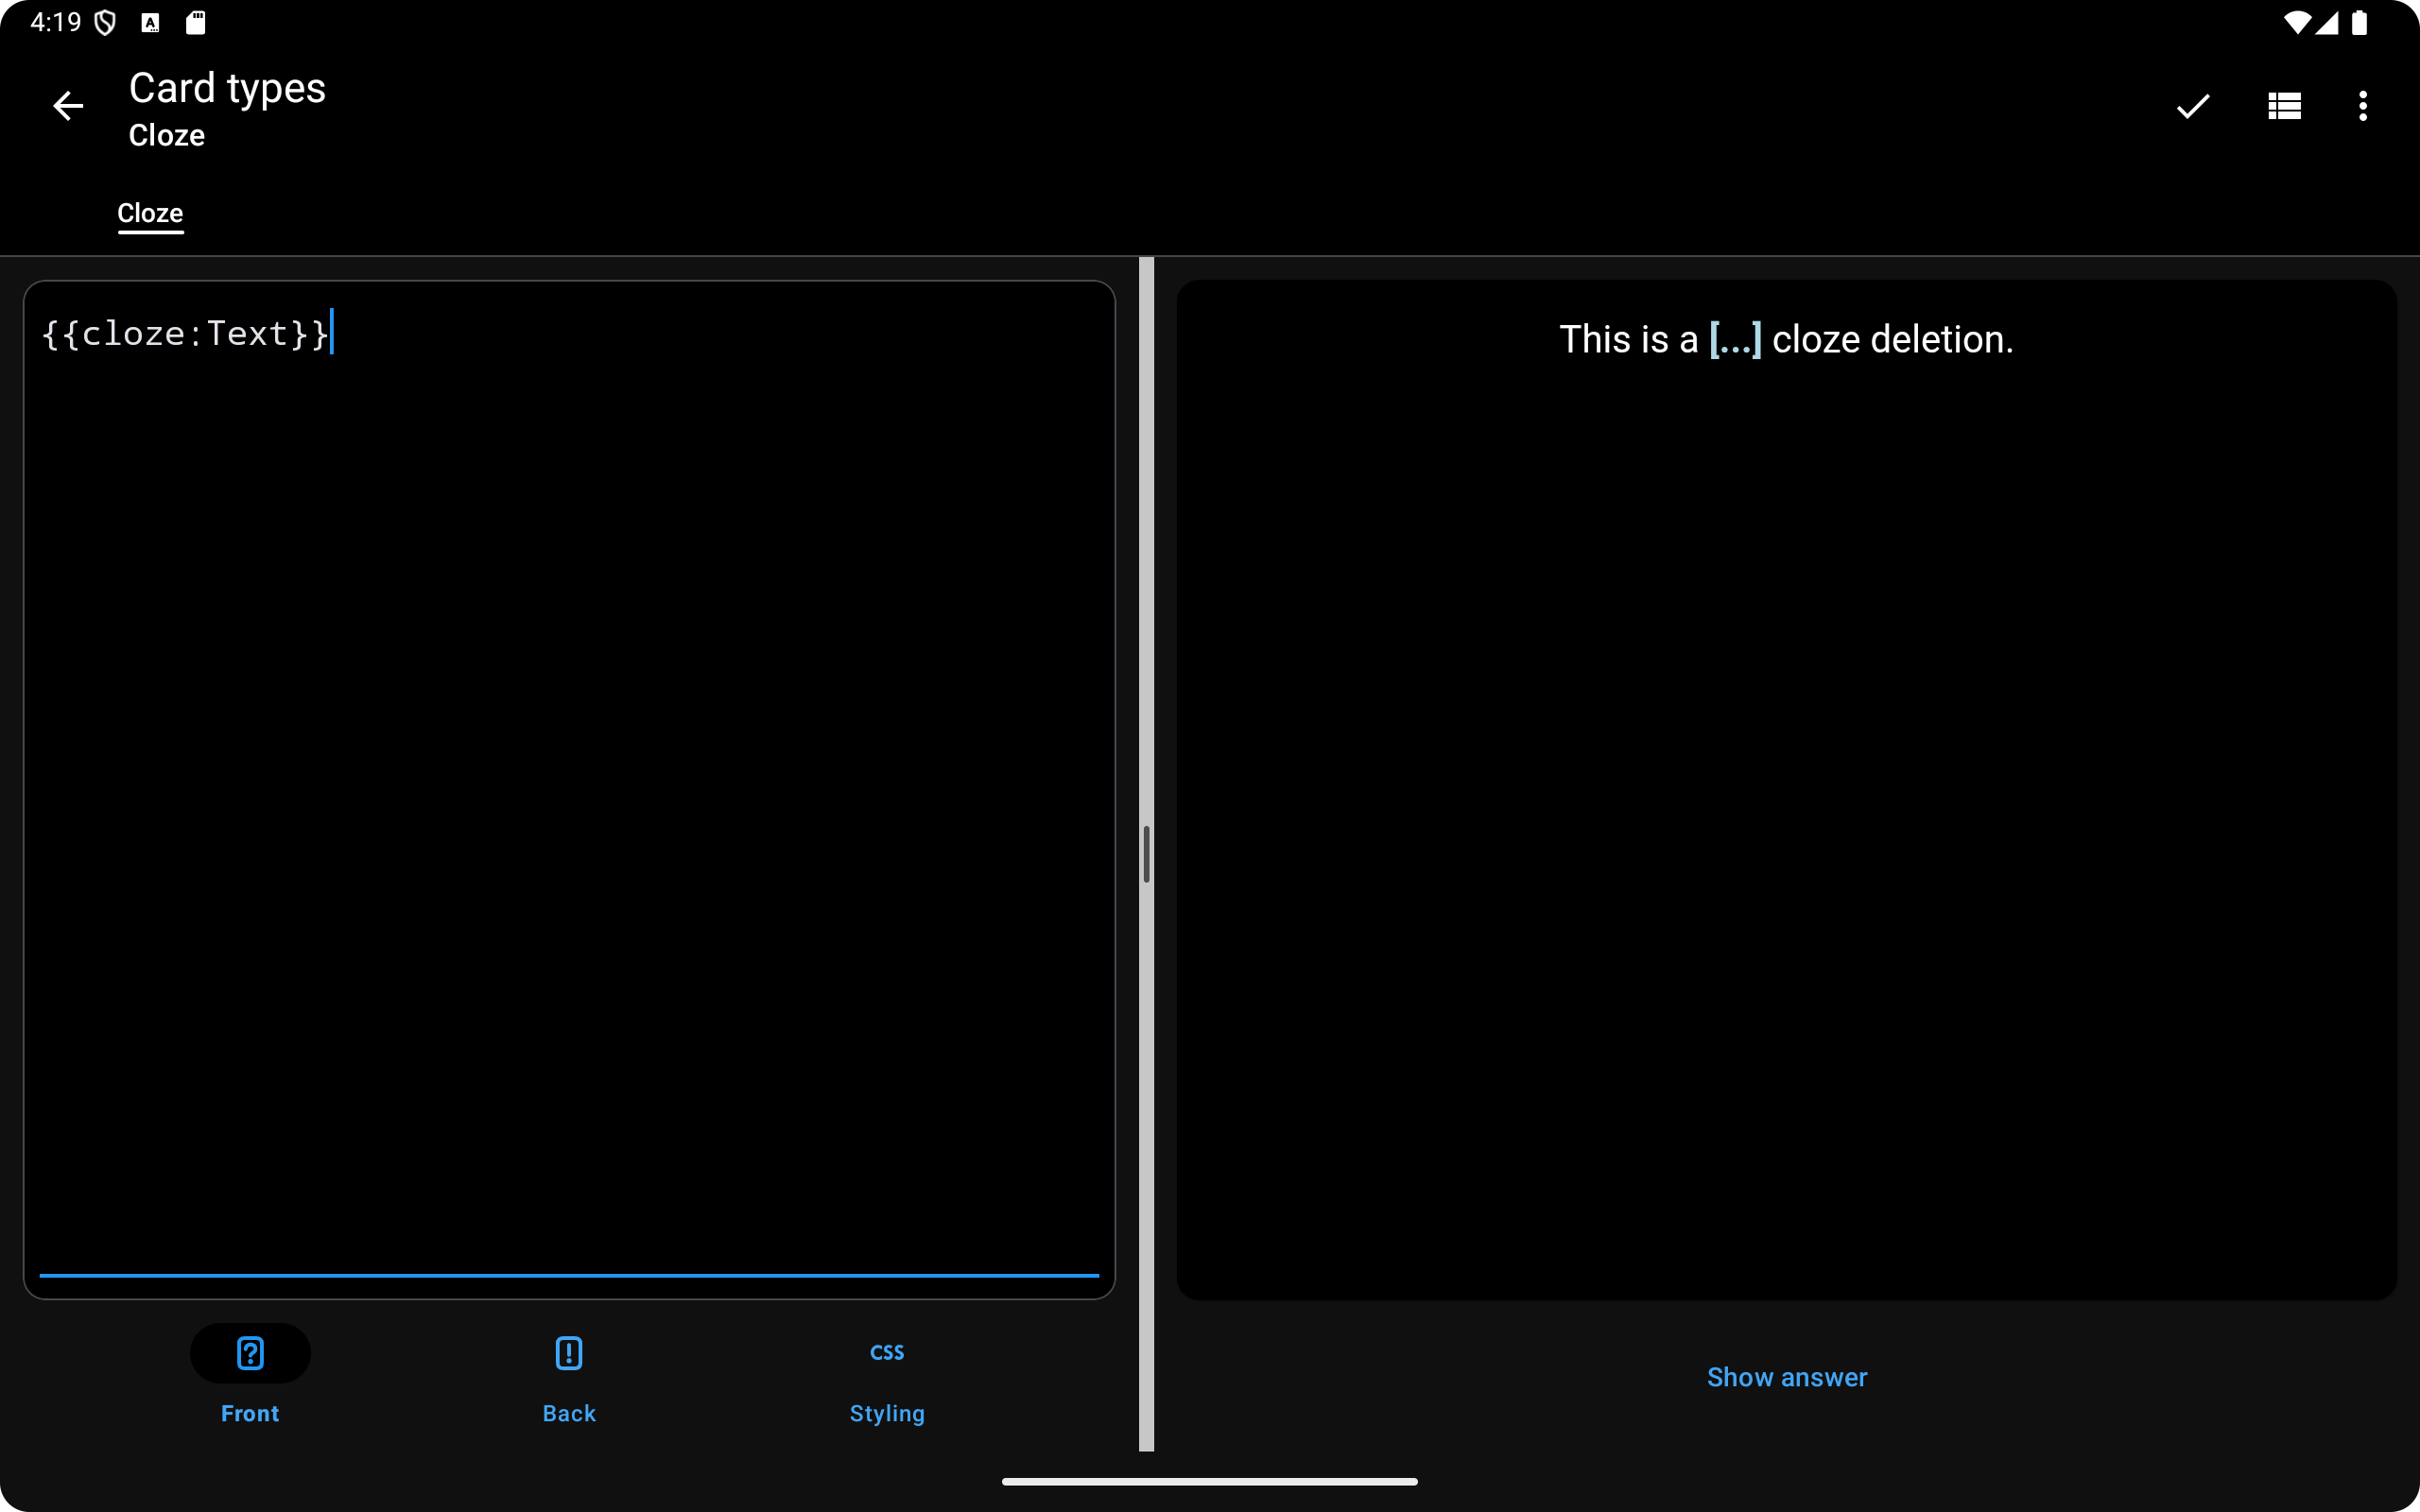 4:19
Card types
Cloze
Cloze
{{cloze:Text}}
This is a [...] cloze deletion.
Front
Back
CSS
Styling
Show answer